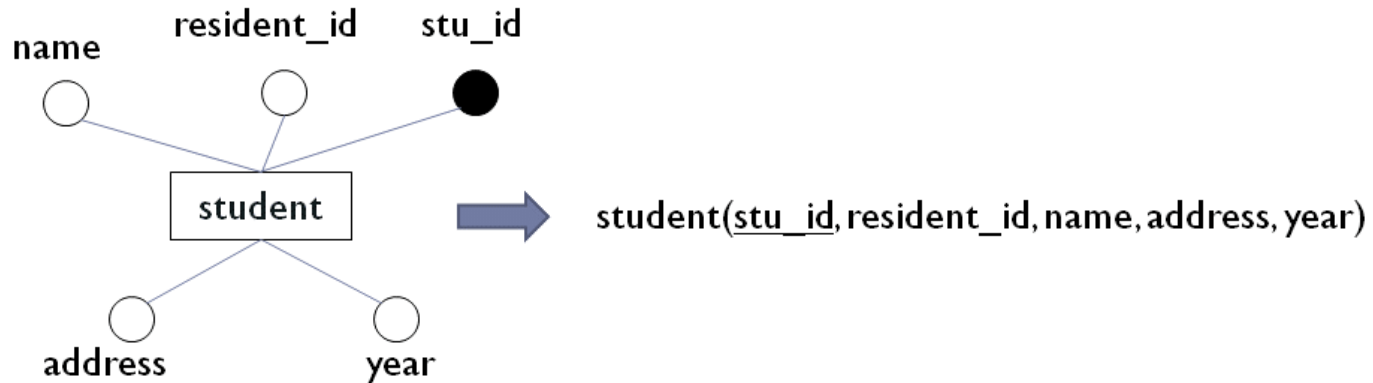 name
resident_id
stu_id
student
student(stu_id, resident_id, name, address, year)
address
year